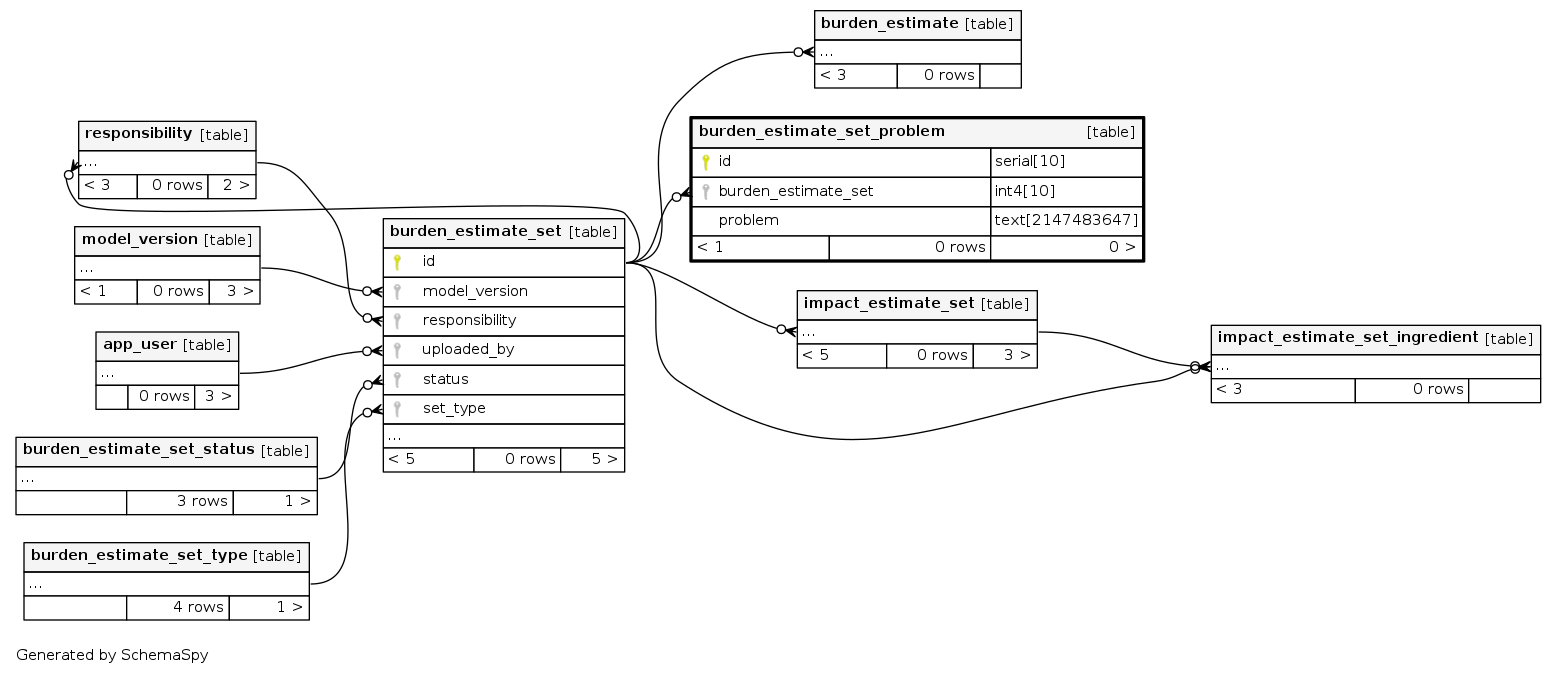 burden_estimate [table]
...
< 3 0 rows
responsibility [table]
...
< 3 0 rows 2 >
burden_estimate_set_problem [table]
id serial[10]
burden_estimate_set int4[10]
problem text[2147483647]
< 1 0 rows 0 >
model_version [table]
...
< 1 0 rows 3 >
burden_estimate_set [table]
id
model_version
responsibility
uploaded_by
status
set_type
...
< 5 0 rows 5 >
impact_estimate_set [table]
...
< 5 0 rows 3 >
impact_estimate_set_ingredient [table]
...
< 3 0 rows
app_user [table]
...
0 rows 3 >
burden_estimate_set_status [table]
...
3 rows 1 >
burden_estimate_set_type [table]
...
4 rows 1 >
Generated by SchemaSpy